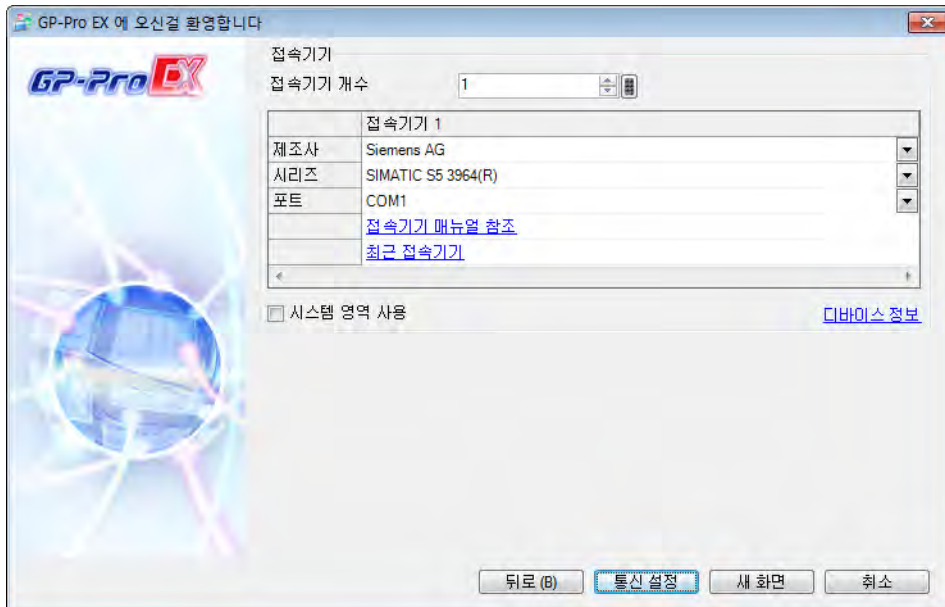 GP-Pro EX 에 오신걸 환영합니다
GP-Pro EX
접속기기
접속기기 개수 1
접속기기 1
제조사 Siemens AG
시리즈 SIMATIC S5 3964(R)
포트 COM1
접속기기 매뉴얼 참조
최근 접속기기
시스템 영역 사용 디바이스 정보
뒤로 (B) 통신 설정 새 화면 취소